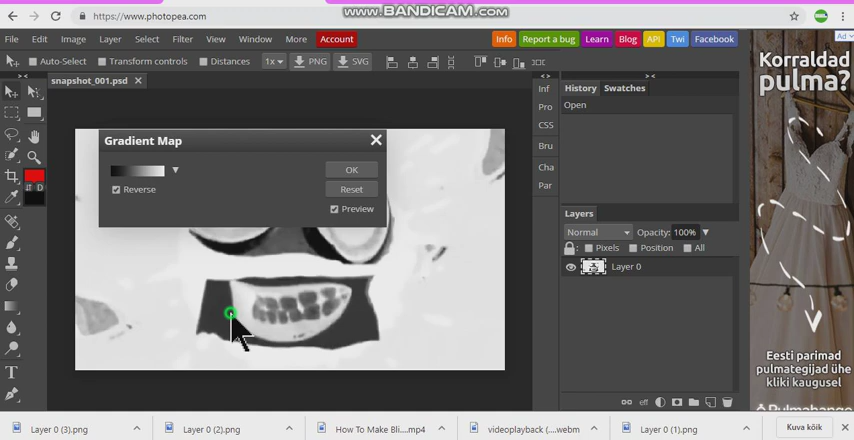 www.BANDICAM.com
https://www.photopea.com
File Edit Image Layer Select Filter View Window More Account
Info Report a bug Learn Blog API Twi Facebook
Auto-Select Transform controls Distances 1x PNG SVG
snapshot_001.psd
Gradient Map
Reverse
OK
Reset
Preview
Inf
Pro
CSS
Bru
Cha
Par
History Swatches
Open
Layers
Normal Opacity: 100%
Pixels Position All
Layer 0
eff
D
T
Ad
Korraldad
pulma?
Eesti parimad
pulmategijad ühe
kliki kaugusel
Layer 0 (3).png
Layer 0 (2).png
How To Make Bli....mp4
videoplayback (....webm
Layer 0 (1).png
Kuva kõik